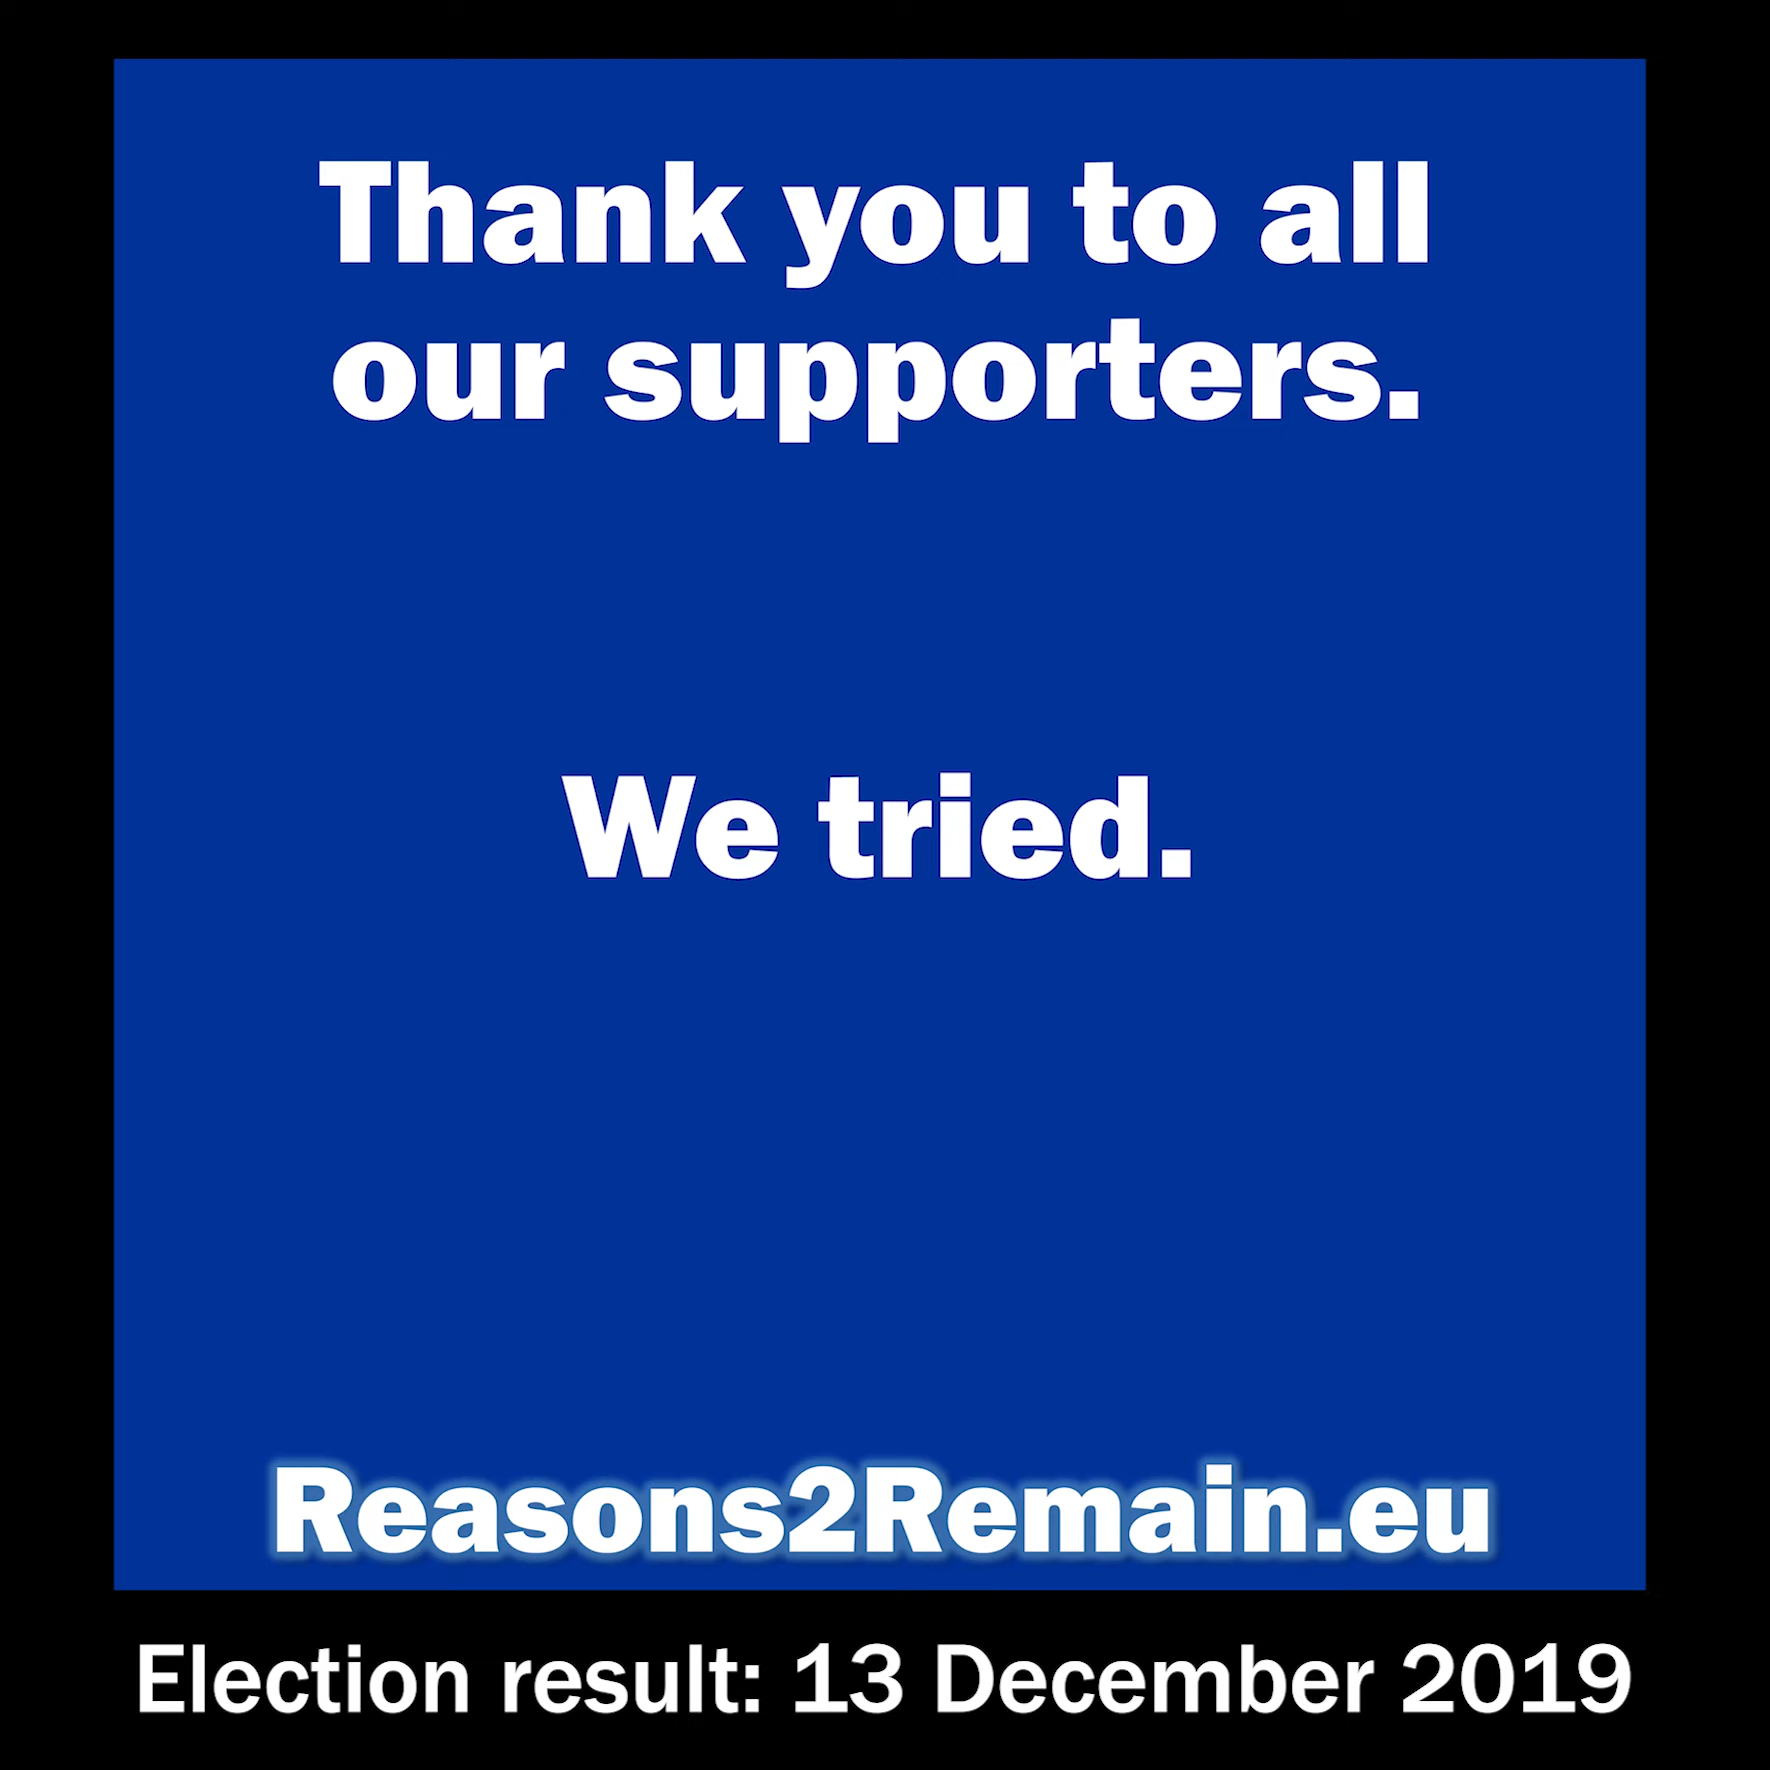 Thank you to all
our supporters.
We tried.
Reasons2Remain.eu
Election result: 13 December 2019